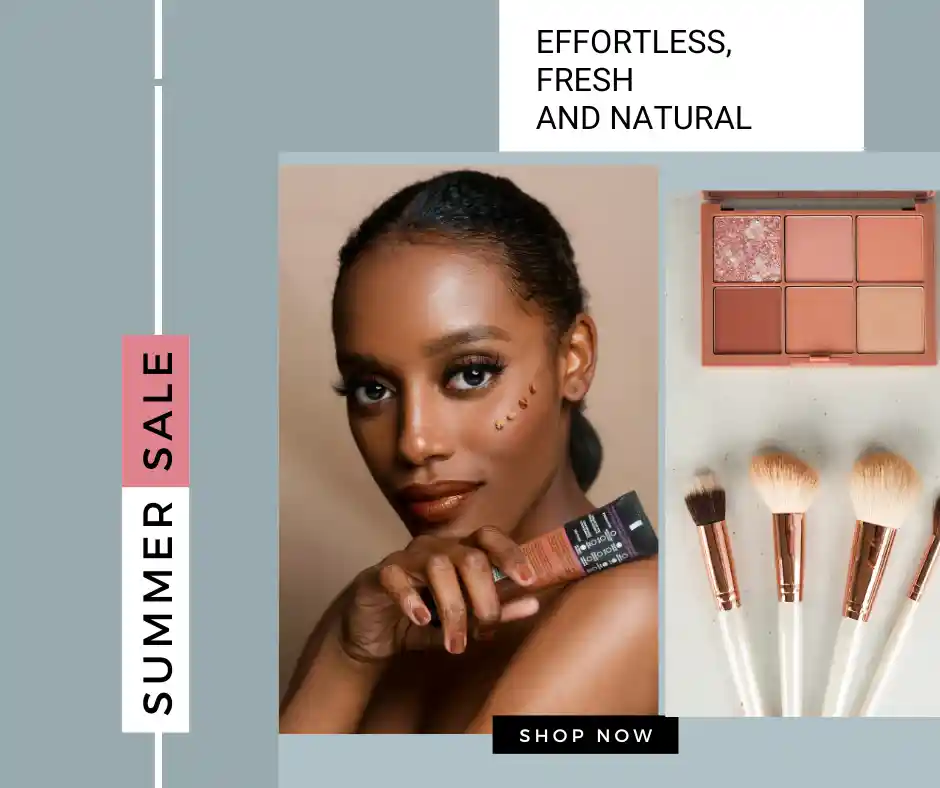 EFFORTLESS,
FRESH
AND NATURAL
SUMMER SALE
SHOP NOW